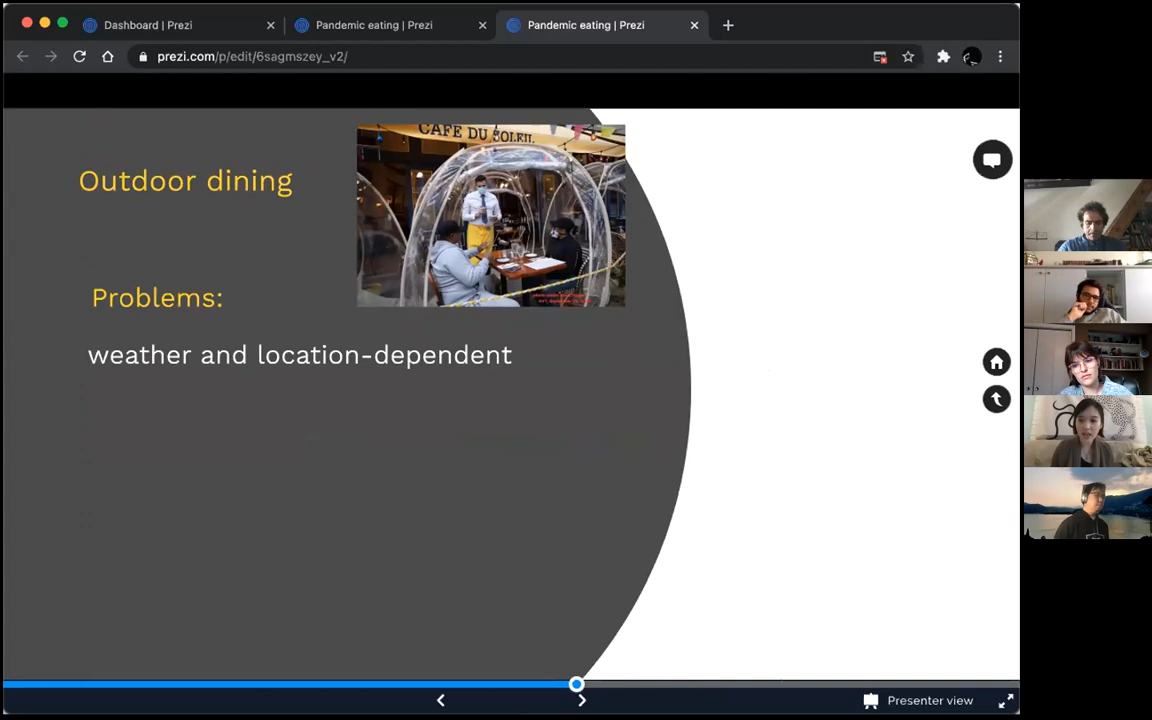 Dashboard | Prezi
Pandemic eating | Prezi
Pandemic eating | Prezi
prezi.com/p/edit/6sagmszey_v2/
CAFE DU SOLEIL
Outdoor dining
Problems:
weather and location-dependent
Presenter view